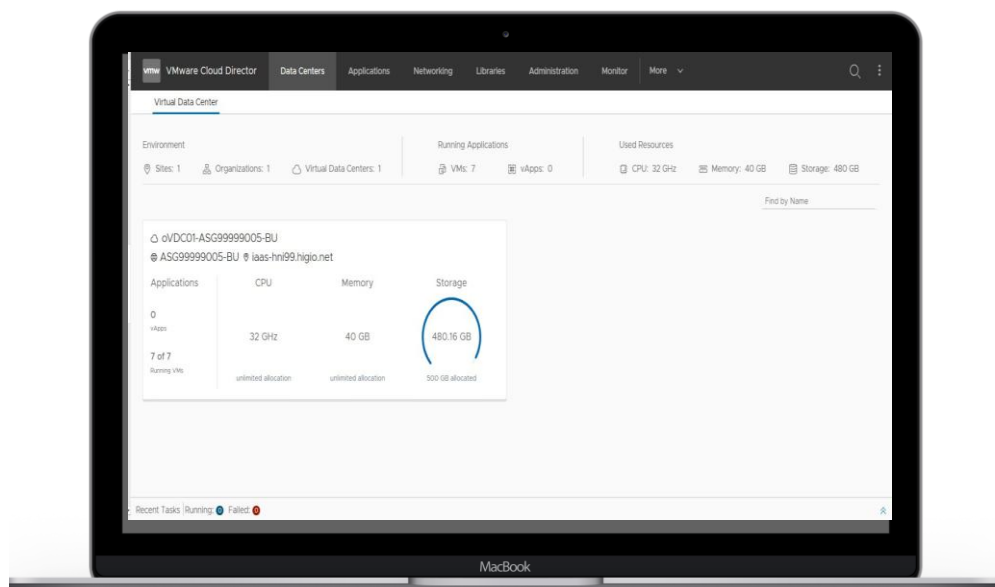 vmw VMware Cloud Director Data Centers Applications Networking Libraries Administration Monitor More
Virtual Data Center
Environment Running Applications Used Resources
Sites: 1 Organizations: 1 Virtual Data Centers: 1 VMs: 7 vApps: 0 CPU: 32 GHz Memory: 40 GB Storage: 480 GB
Find by Name
oVDC01-ASG99999005-BU
ASG99999005-BU iaas-hni99.higio.net
Applications CPU Memory Storage
0
vApps
32 GHz 40 GB 480.16 GB
7 of 7
Running VMs
unlimited allocation unlimited allocation 500 GB allocated
Recent Tasks Running: 0 Failed: 0
MacBook